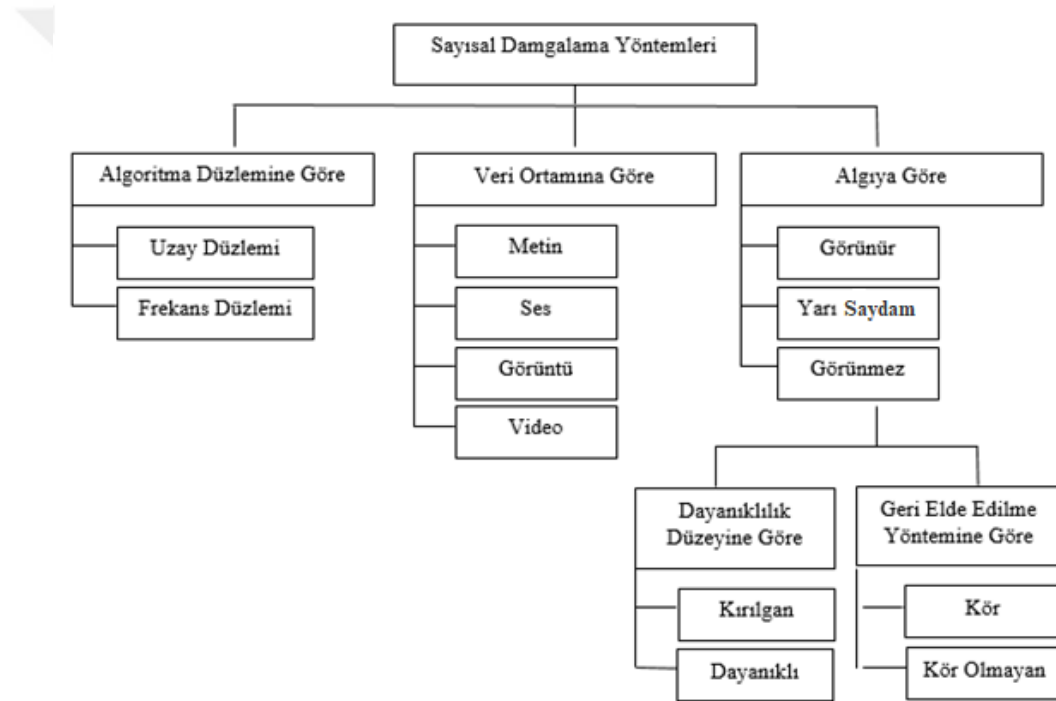 Sayısal Damgalama Yöntemleri
Algoritma Düzlemine Göre
Uzay Düzlemi
Frekans Düzlemi
Veri Ortamına Göre
Metin
Ses
Görüntü
Video
Algıya Göre
Görünür
Yarı Saydam
Görünmez
Dayanıklılık
Düzeyine Göre
Kırılgan
Dayanıklı
Geri Elde Edilme
Yöntemine Göre
Kör
Kör Olmayan